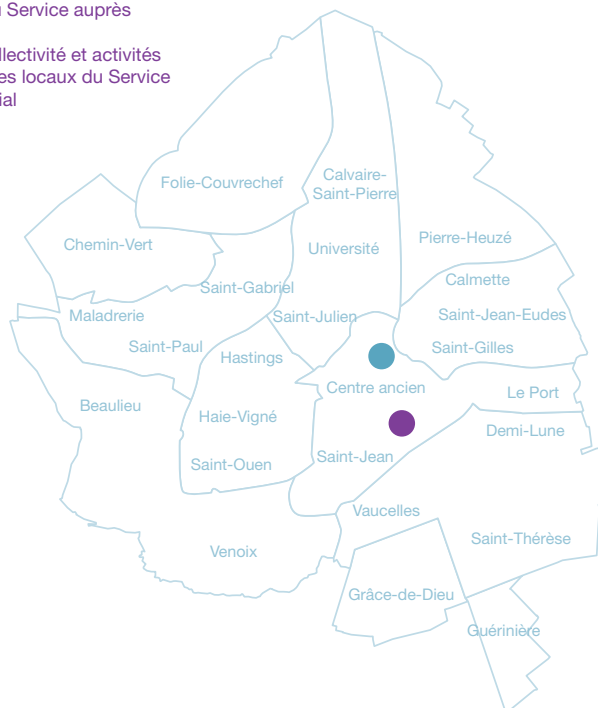 Service auprès
llectivité et activités
es locaux du Service
ial
Calvaire-
Saint-Pierre
Folie-Couvrechef
Pierre-Heuzé
Chemin-Vert
Université
Calmette
Saint-Gabriel
Maladrerie
Saint-Julien
Saint-Jean-Eudes
Saint-Paul
Hastings
Saint-Gilles
Centre ancien
Le Port
Beaulieu
Haie-Vigné
Demi-Lune
Saint-Jean
Saint-Ouen
Vaucelles
Saint-Thérèse
Venoix
Grâce-de-Dieu
Guérinière